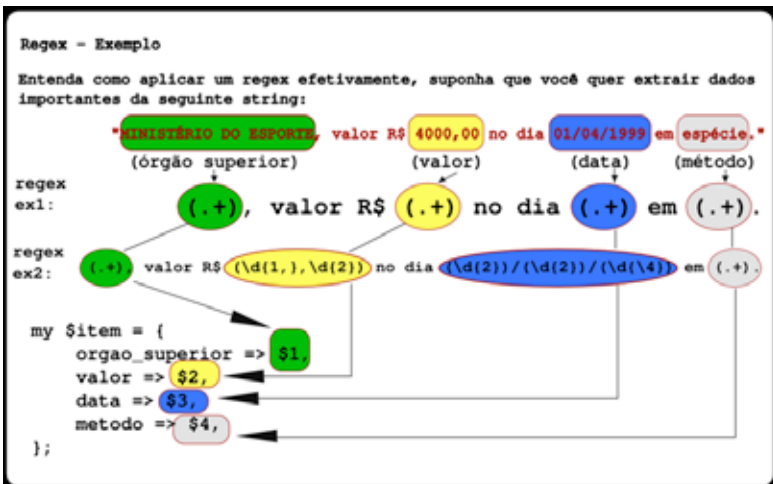 Regex - Exemplo
Entenda como aplicar um regex efetivamente, suponha que você quer extrair dados
importantes da seguinte string:
"MINISTÉRIO DO ESPORTE, valor R$ 4000,00 no dia 01/04/1999 em espécie."
(órgão superior) (valor) (data) (método)
regex
ex1: (.+), valor R$ (.+) no dia (.+) em (.+).
regex
ex2: (.+), valor R$ (\d{1,},\d{2}) no dia (\d{2})/(\d{2})/(\d{\4}) em (.+).
my $item = {
orgao_superior => $1,
valor => $2,
data => $3,
metodo => $4,
};